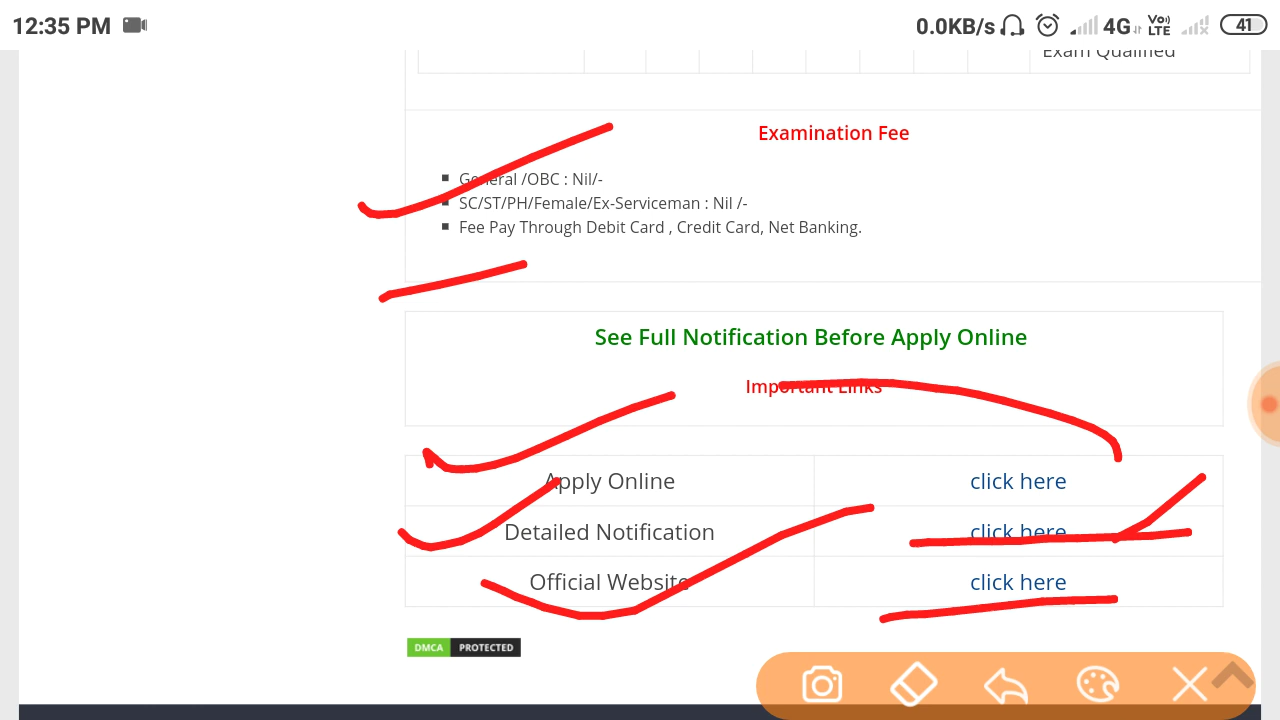 12:35 PM
0.0KB/s 4G Vo) LTE 41
Exam Qualified
Examination Fee
General /OBC : Nil/-
SC/ST/PH/Female/Ex-Serviceman : Nil /-
Fee Pay Through Debit Card , Credit Card, Net Banking.
See Full Notification Before Apply Online
Important Links
Apply Online click here
Detailed Notification click here
Official Website click here
DMCA PROTECTED